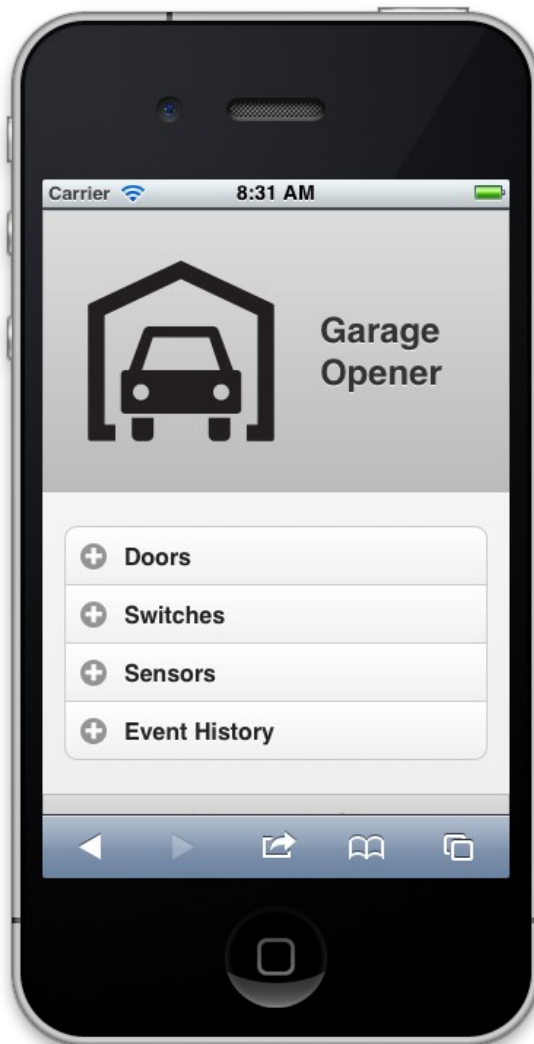 Carrier 8:31 AM
Garage
Opener
Doors
Switches
Sensors
Event History